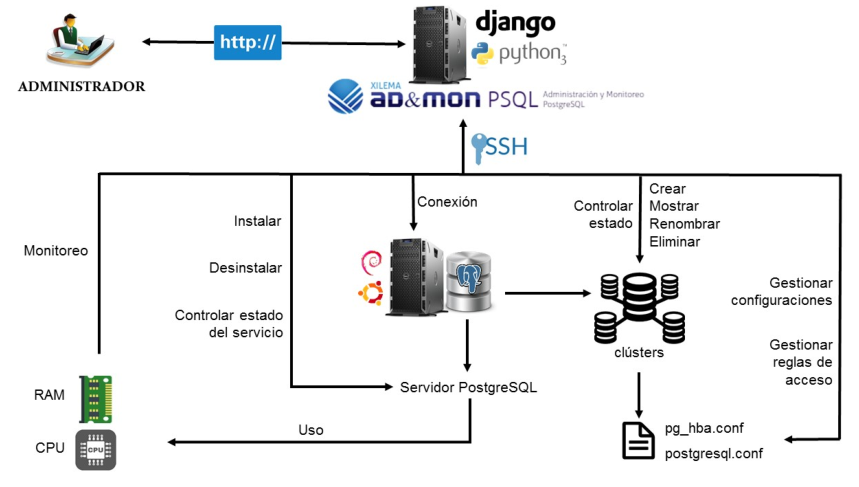 http://
django
python3™
ADMINISTRADOR
XILEMA
AD&MON PSQL
Administración y Monitoreo
PostgreSQL
SSH
Conexión
Controlar
estado
Crear
Mostrar
Renombrar
Eliminar
Instalar
Monitoreo
Desinstalar
Controlar estado
del servicio
Gestionar
configuraciones
Gestionar
reglas de
acceso
clústers
Servidor PostgreSQL
RAM
CPU
CPU
Uso
pg_hba.conf
postgresql.conf